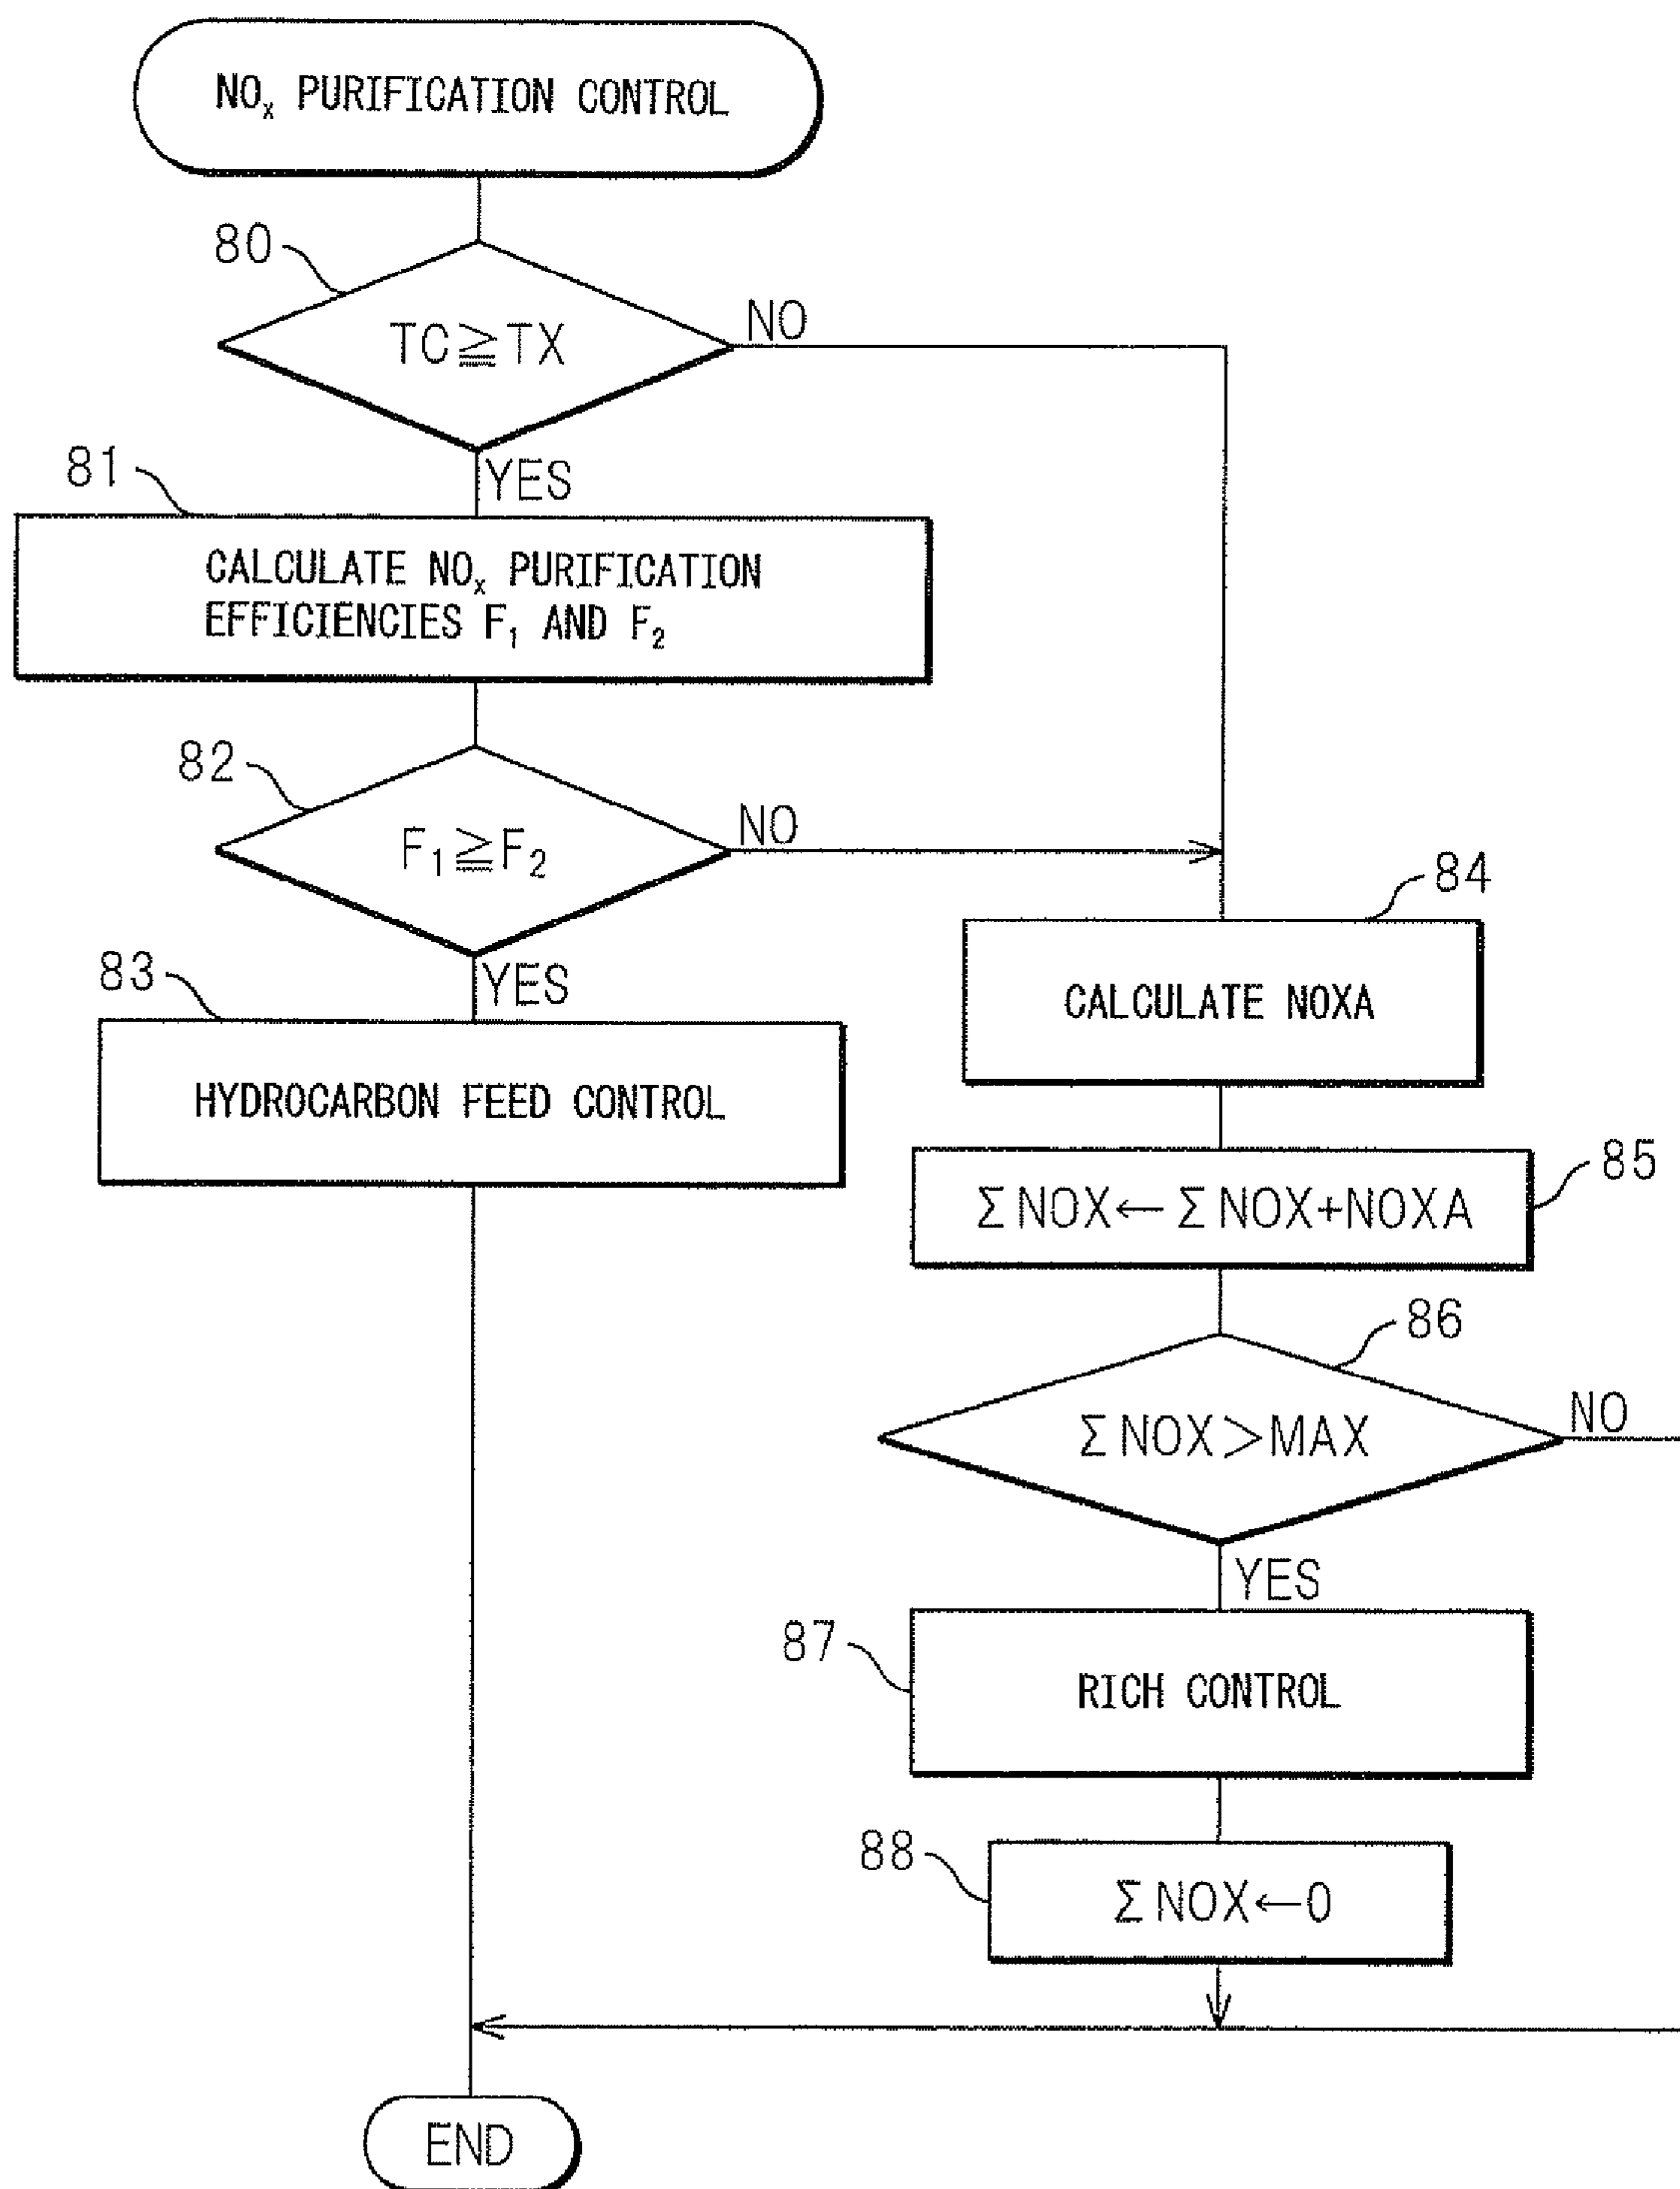 NOx PURIFICATION CONTROL
80
TC≧TX
NO
YES
81
CALCULATE NOx PURIFICATION
EFFICIENCIES F1 AND F2
82
F1≧F2
NO
YES
83
HYDROCARBON FEED CONTROL
84
CALCULATE NOXA
85
ΣNOX←ΣNOX+NOXA
86
ΣNOX>MAX
NO
YES
87
RICH CONTROL
88
ΣNOX←0
END